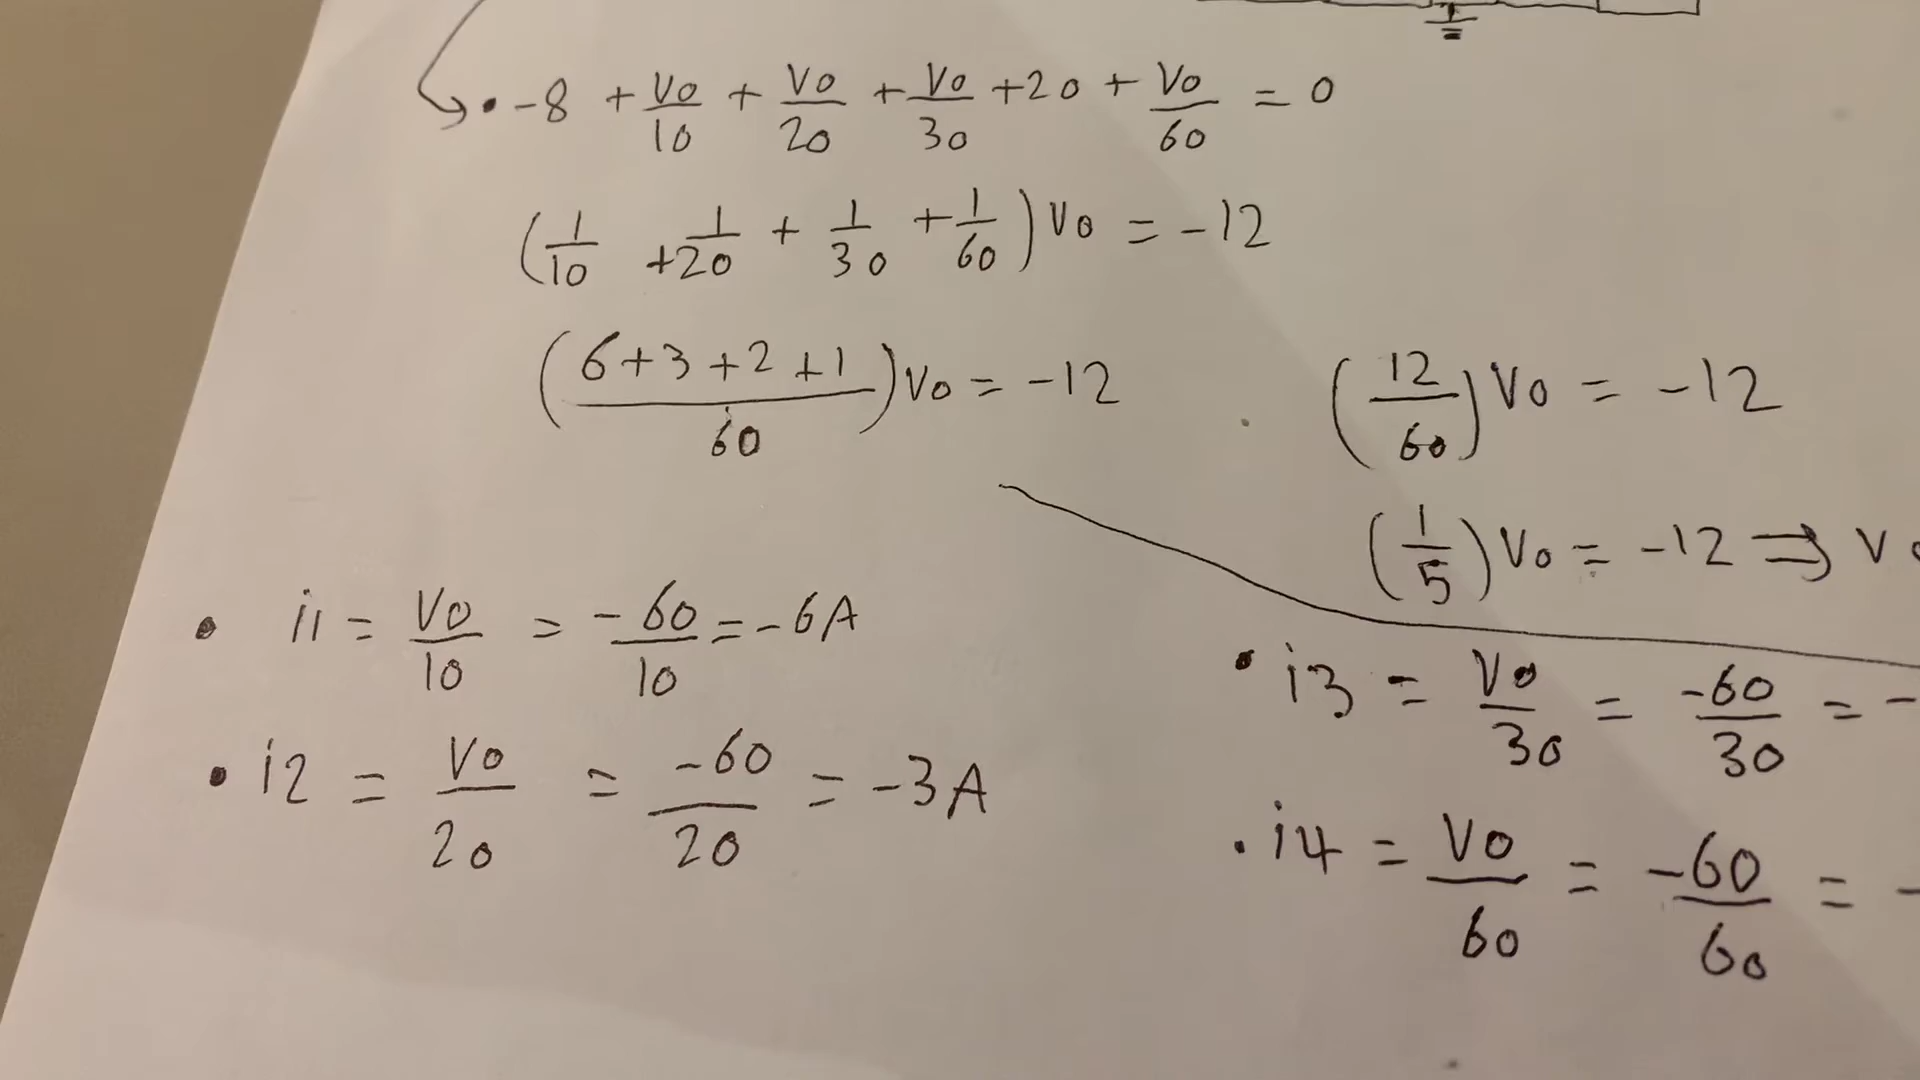 -8 + Vo/10 + Vo/20 + Vo/30 + 20 + Vo/60 = 0
(1/10 + 1/20 + 1/30 + 1/60) Vo = -12
((6+3+2+1)/60) Vo = -12
(12/60) Vo = -12
(1/5) Vo = -12 ⇒ V
• i1 = Vo/10 = -60/10 = -6A
• i2 = Vo/20 = -60/20 = -3A
• i3 = Vo/30 = -60/30 = -
• i4 = Vo/60 = -60/60 = -